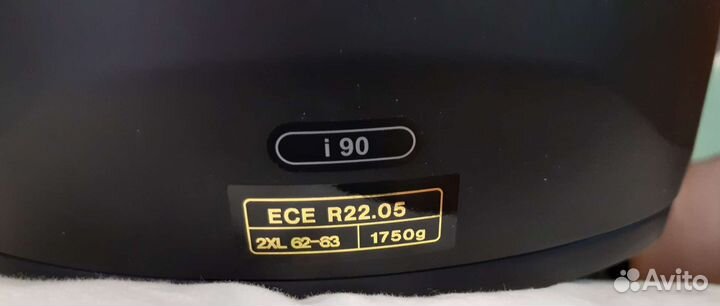 i 90
ECE R22.05
2XL 62-63
1750g
Avito